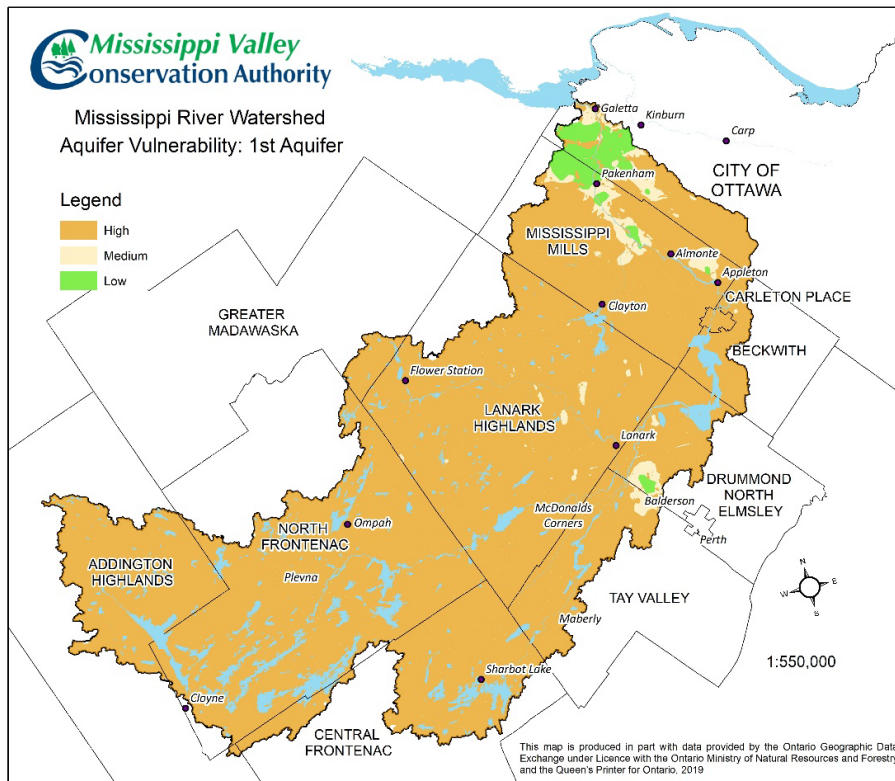 Mississippi Valley
Conservation Authority
Mississippi River Watershed
Aquifer Vulnerability: 1st Aquifer
Legend
High
Medium
Low
Galetta
Kinburn
Carp
CITY OF
OTTAWA
Pakenham
MISSISSIPPI
MILLS
Almonte
Appleton
CARLETON PLACE
Clayton
GREATER
MADAWASKA
BECKWITH
Flower Station
LANARK
HIGHLANDS
Lanark
DRUMMOND
NORTH
ELMSLEY
Balderson
McDonalds
Corners
Perth
NORTH
FRONTENAC
Ompah
ADDINGTON
HIGHLANDS
Plevna
TAY VALLEY
Maberly
N
W
E
S
1:550,000
Sharbot Lake
Cloyne
CENTRAL
FRONTENAC
This map is produced in part with data provided by the Ontario Geographic Data
Exchange under Licence with the Ontario Ministry of Natural Resources and Forestry
and the Queen's Printer for Ontario, 2019